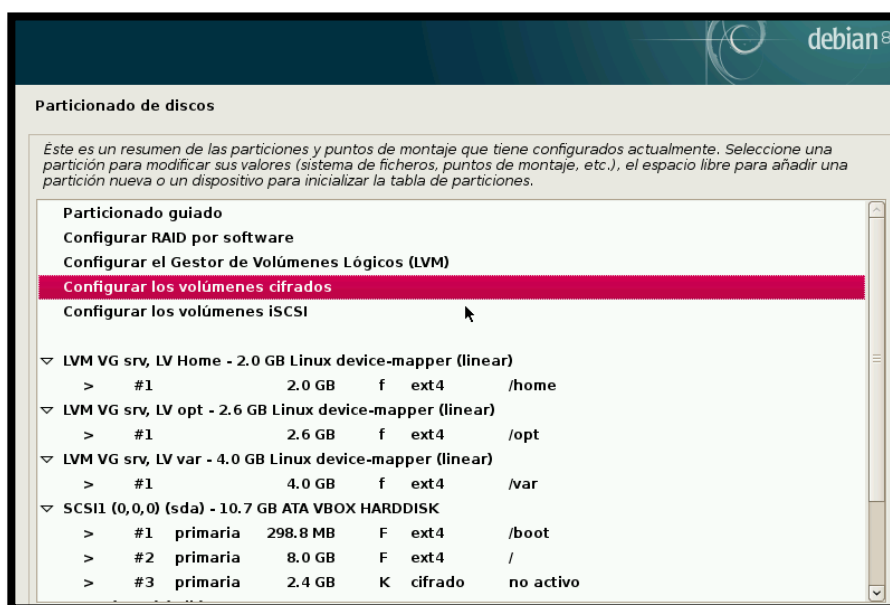 debian 8
Particionado de discos
Éste es un resumen de las particiones y puntos de montaje que tiene configurados actualmente. Seleccione una
partición para modificar sus valores (sistema de ficheros, puntos de montaje, etc.), el espacio libre para añadir una
partición nueva o un dispositivo para inicializar la tabla de particiones.
Particionado guiado
Configurar RAID por software
Configurar el Gestor de Volúmenes Lógicos (LVM)
Configurar los volúmenes cifrados
Configurar los volúmenes iSCSI
LVM VG srv, LV Home - 2.0 GB Linux device-mapper (linear)
> #1 2.0 GB f ext4 /home
LVM VG srv, LV opt - 2.6 GB Linux device-mapper (linear)
> #1 2.6 GB f ext4 /opt
LVM VG srv, LV var - 4.0 GB Linux device-mapper (linear)
> #1 4.0 GB f ext4 /var
SCSI1 (0,0,0) (sda) - 10.7 GB ATA VBOX HARDDISK
> #1 primaria 298.8 MB F ext4 /boot
> #2 primaria 8.0 GB F ext4 /
> #3 primaria 2.4 GB K cifrado no activo